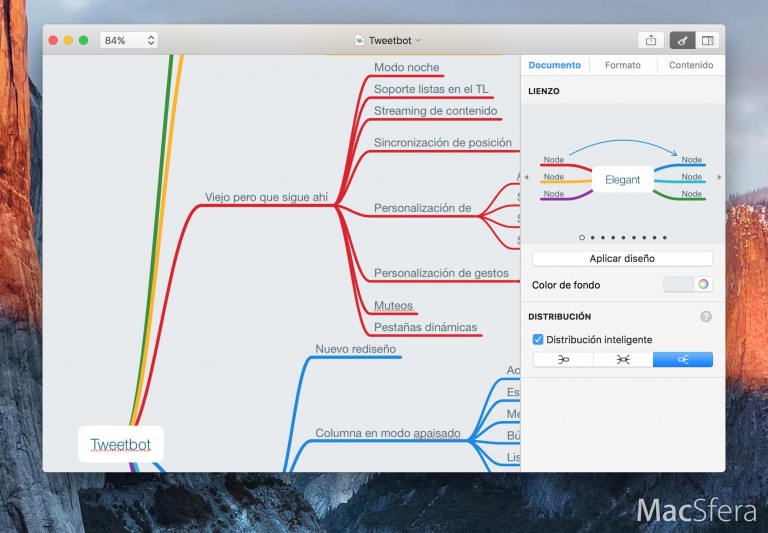 84%
Tweetbot
Modo noche
Soporte listas en el TL
Streaming de contenido
Sincronización de posición
Viejo pero que sigue ahí
Personalización de
Personalización de gestos
Muteos
Pestañas dinámicas
Nuevo rediseño
Columna en modo apaisado
Ac
Es
Me
Bú
Lis
Tweetbot
Documento
Formato
Contenido
LIENZO
Node
Node
Node
Elegant
Node
Node
Node
Aplicar diseño
Color de fondo
DISTRIBUCIÓN
?
Distribución inteligente
MacSfera